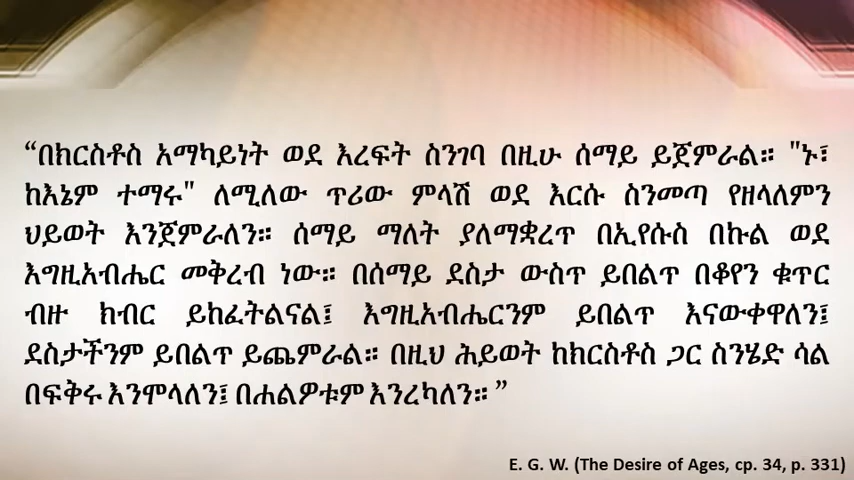 “በክርስቶስ አማካይነት ወደ እረፍት ስንገባ በዚሁ ሰማይ ይጀምራል። "ኑ፣
ከእኔም ተማሩ" ለሚለው ጥሪው ምላሽ ወደ እርሱ ስንመጣ የዘላለምን
ህይወት እንጀምራለን። ሰማይ ማለት ያለማቋረጥ በኢየሱስ በኩል ወደ
እግዚአብሔር መቅረብ ነው። በሰማይ ደስታ ውስጥ ይበልጥ በቆየን ቁጥር
ብዙ ክብር ይከፈትልናል፤ እግዚአብሔርንም ይበልጥ እናውቀዋለን፤
ደስታችንም ይበልጥ ይጨምራል። በዚህ ሕይወት ከክርስቶስ ጋር ስንሄድ ሳል
በፍቅሩ እንሞላለን፤ በሐልዎቱም እንረካለን። ”
E. G. W. (The Desire of Ages, cp. 34, p. 331)